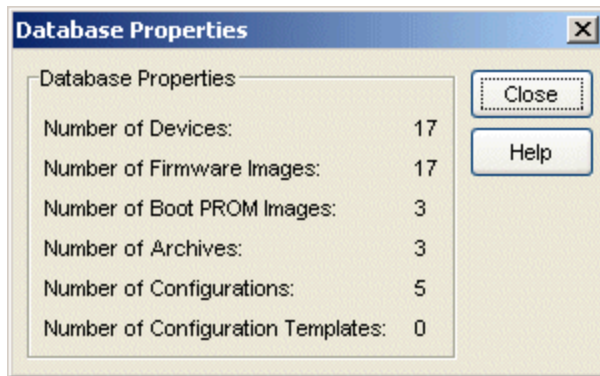 Database Properties
Database Properties
Close
Number of Devices: 17
Help
Number of Firmware Images: 17
Number of Boot PROM Images: 3
Number of Archives: 3
Number of Configurations: 5
Number of Configuration Templates: 0